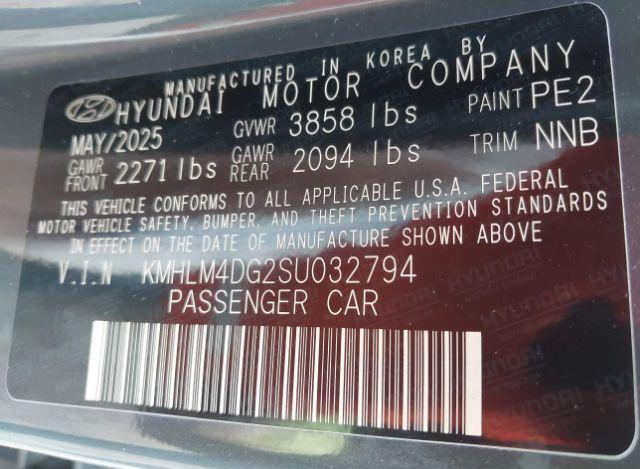 MANUFACTURED IN KOREA BY
HYUNDAI MOTOR COMPANY
MAY/2025 GVWR 3858 lbs PAINT PE2
GAWR FRONT 2271 lbs GAWR REAR 2094 lbs TRIM NNB
THIS VEHICLE CONFORMS TO ALL APPLICABLE U.S.A. FEDERAL
MOTOR VEHICLE SAFETY, BUMPER, AND THEFT PREVENTION STANDARDS
IN EFFECT ON THE DATE OF MANUFACTURE SHOWN ABOVE
V.I.N KMHLM4DG2SU032794
PASSENGER CAR